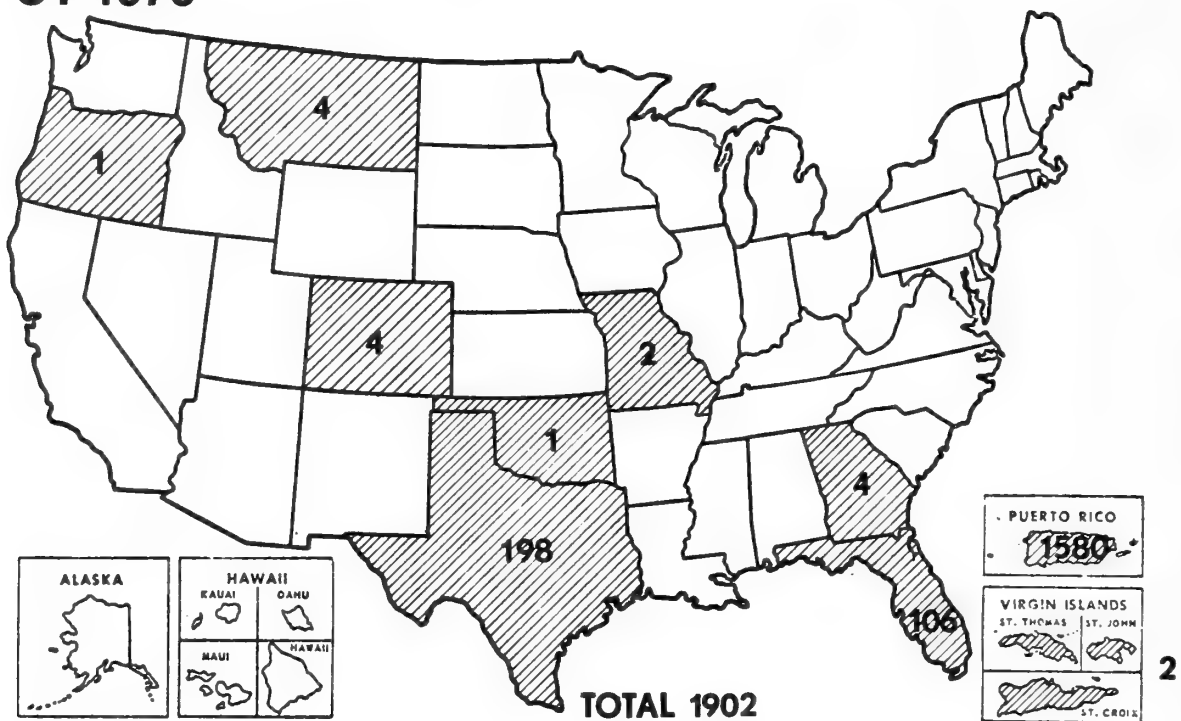 4
1
4
2
1
4
198
106
PUERTO RICO
1580
ALASKA
HAWAII
KAUAI
OAHU
MAUI
HAWAII
VIRGIN ISLANDS
ST. THOMAS
ST. JOHN
2
ST. CROIX
TOTAL 1902